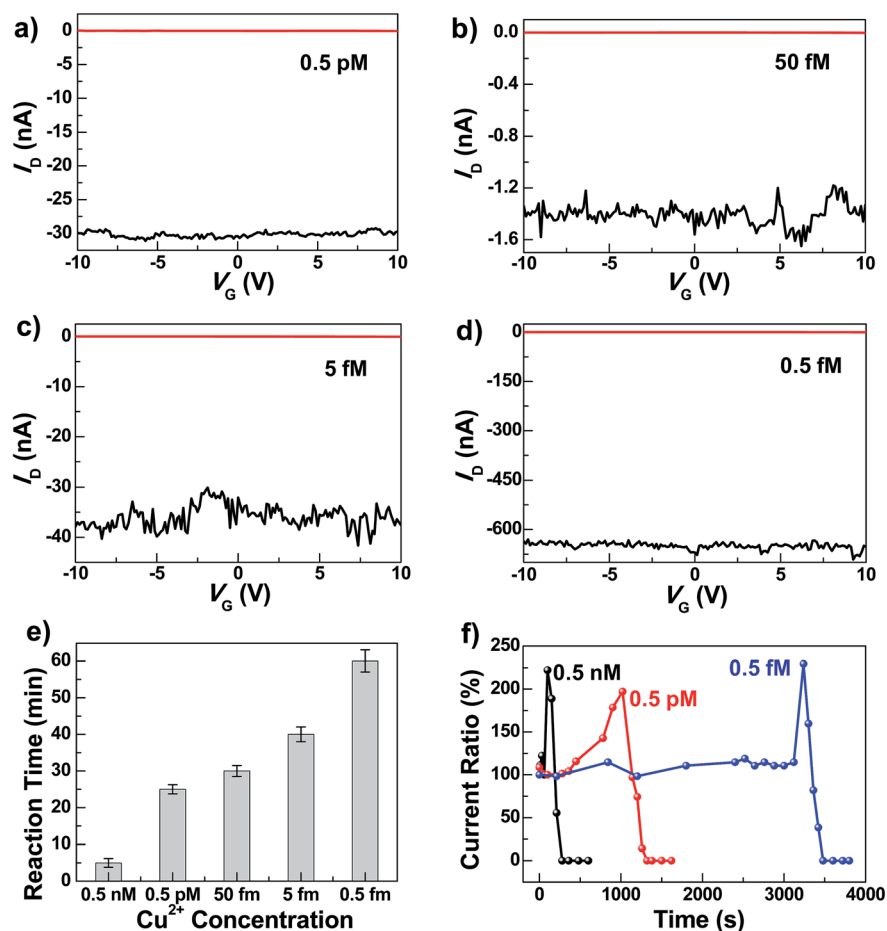 a)
0
-5
-10
-15
-20
-25
-30
0.5 pM
I_D (nA)
-10 -5 0 5 10
V_G (V)
b)
0.0
-0.4
-0.8
-1.2
-1.6
50 fM
I_D (nA)
-10 -5 0 5 10
V_G (V)
c)
0
-10
-20
-30
-40
5 fM
I_D (nA)
-10 -5 0 5 10
V_G (V)
d)
0
-150
-300
-450
-600
0.5 fM
I_D (nA)
-10 -5 0 5 10
V_G (V)
e)
60
50
40
30
20
10
0
Reaction Time (min)
0.5 nM 0.5 pM 50 fm 5 fm 0.5 fm
Cu²⁺ Concentration
f)
250
200
150
100
50
0
Current Ratio (%)
0.5 nM
0.5 pM
0.5 fM
0 1000 2000 3000 4000
Time (s)